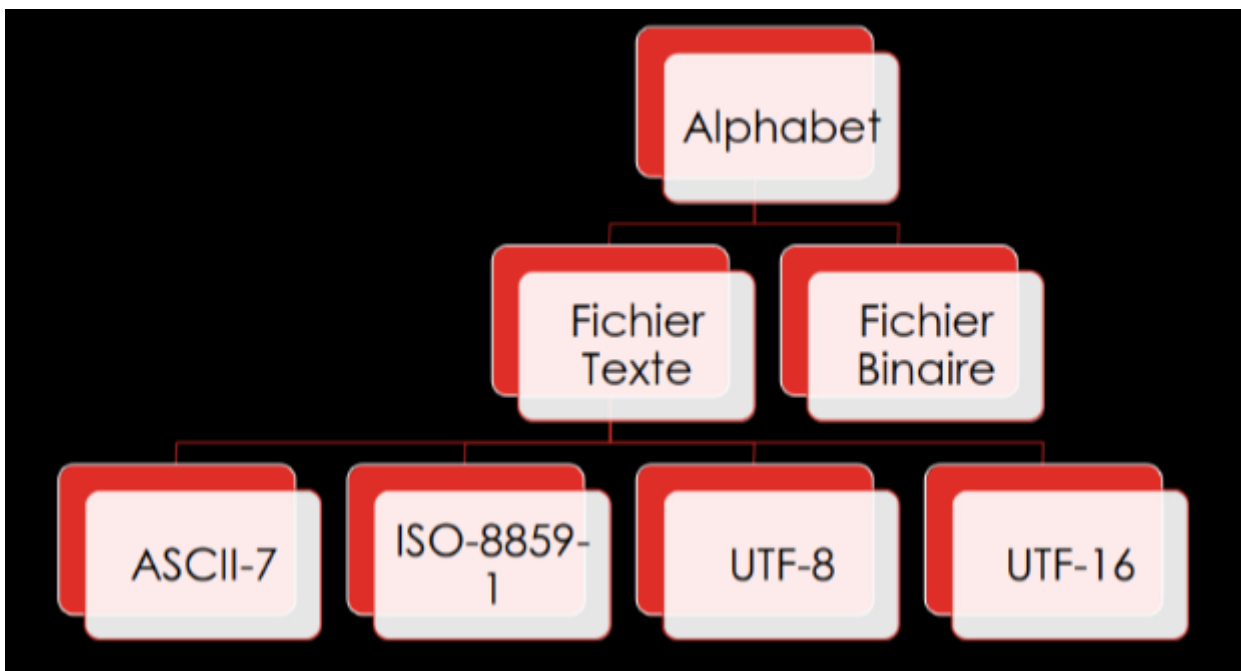 Alphabet
Fichier
Texte
Fichier
Binaire
ASCII-7
ISO-8859-
1
UTF-8
UTF-16